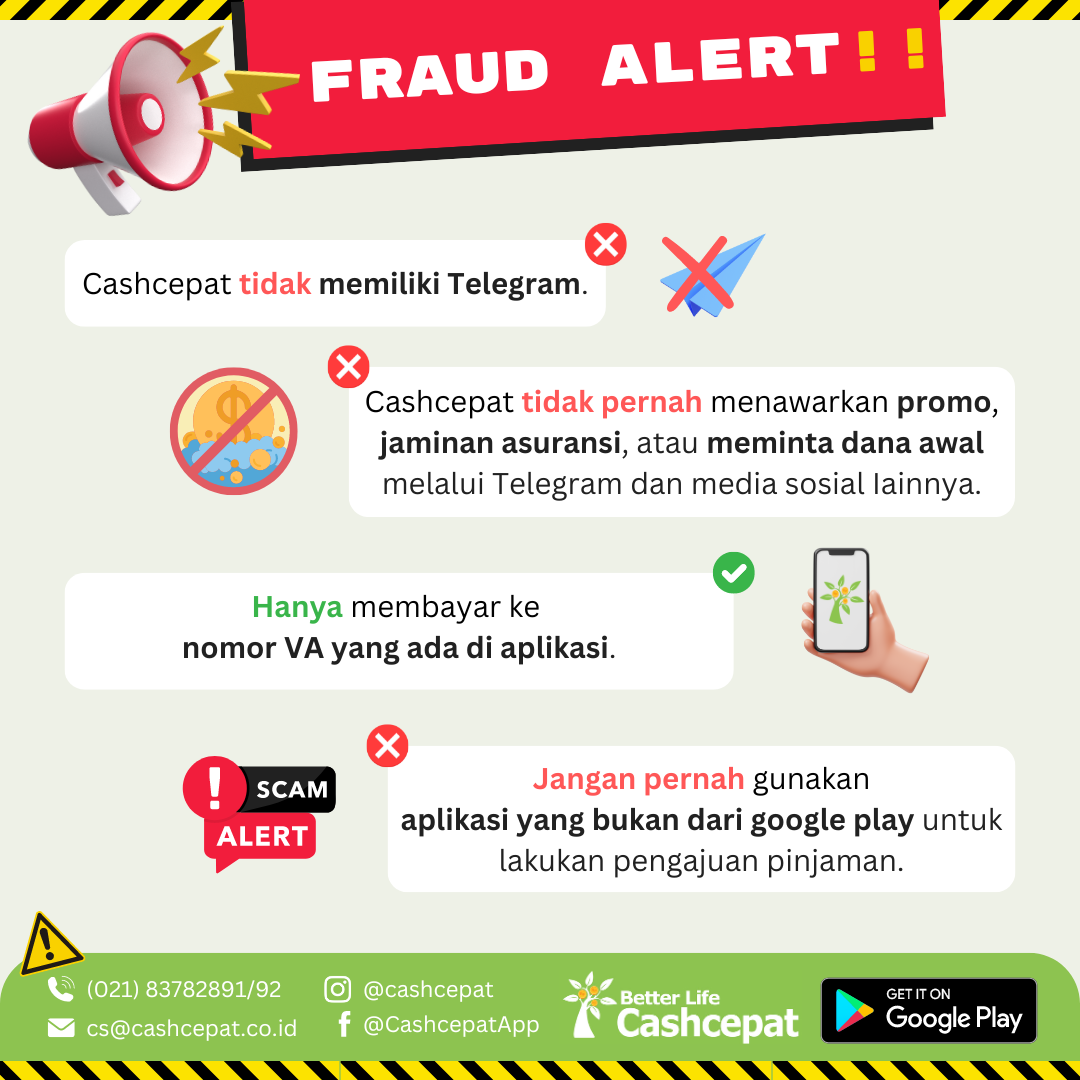 FRAUD ALERT!!
Cashcepat tidak memiliki Telegram.
Cashcepat tidak pernah menawarkan promo,
jaminan asuransi, atau meminta dana awal
melalui Telegram dan media sosial lainnya.
Hanya membayar ke
nomor VA yang ada di aplikasi.
! SCAM
ALERT
Jangan pernah gunakan
aplikasi yang bukan dari google play untuk
lakukan pengajuan pinjaman.
(021) 83782891/92
cs@cashcepat.co.id
@cashcepat
@CashcepatApp
Better Life
Cashcepat
GET IT ON
Google Play